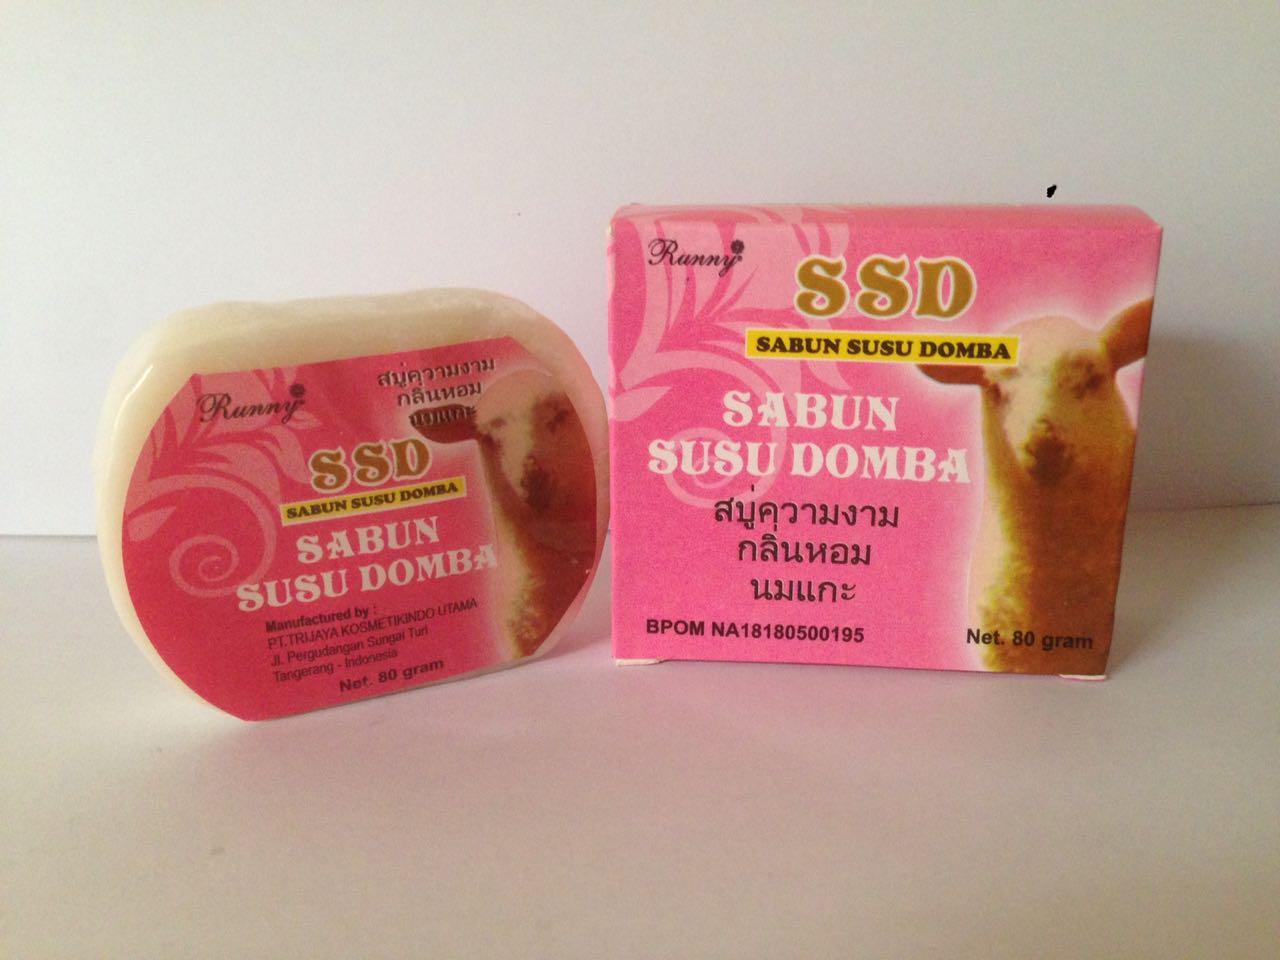 Runny
สบู่ความงาม
กลิ่นหอม
นมแกะ
SSD
SABUN SUSU DOMBA
SABUN
SUSU DOMBA
Manufactured by :
PT.TRIJAYA KOSMETIKINDO UTAMA
Jl. Pergudangan Sungai Turi
Tangerang - Indonesia
Net. 80 gram
Runny
SSD
SABUN SUSU DOMBA
SABUN
SUSU DOMBA
สบู่ความงาม
กลิ่นหอม
นมแกะ
BPOM NA18180500195
Net. 80 gram